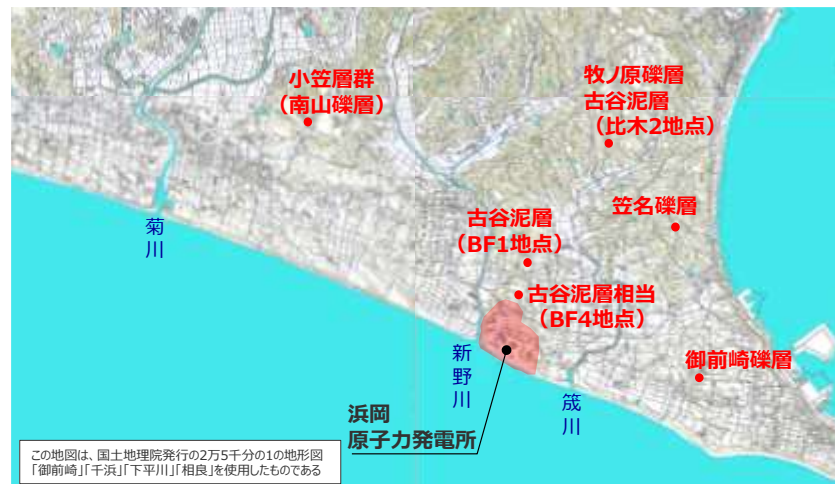 小笠層群
（南山礫層）
牧ノ原礫層
古谷泥層
（比木2地点）
笠名礫層
菊川
古谷泥層
（BF1地点）
古谷泥層相当
（BF4地点）
新野川
筬川
御前崎礫層
浜岡
原子力発電所
この地図は、国土地理院発行の2万5千分の1の地形図
「御前崎」「千浜」「下平川」「相良」を使用したものである